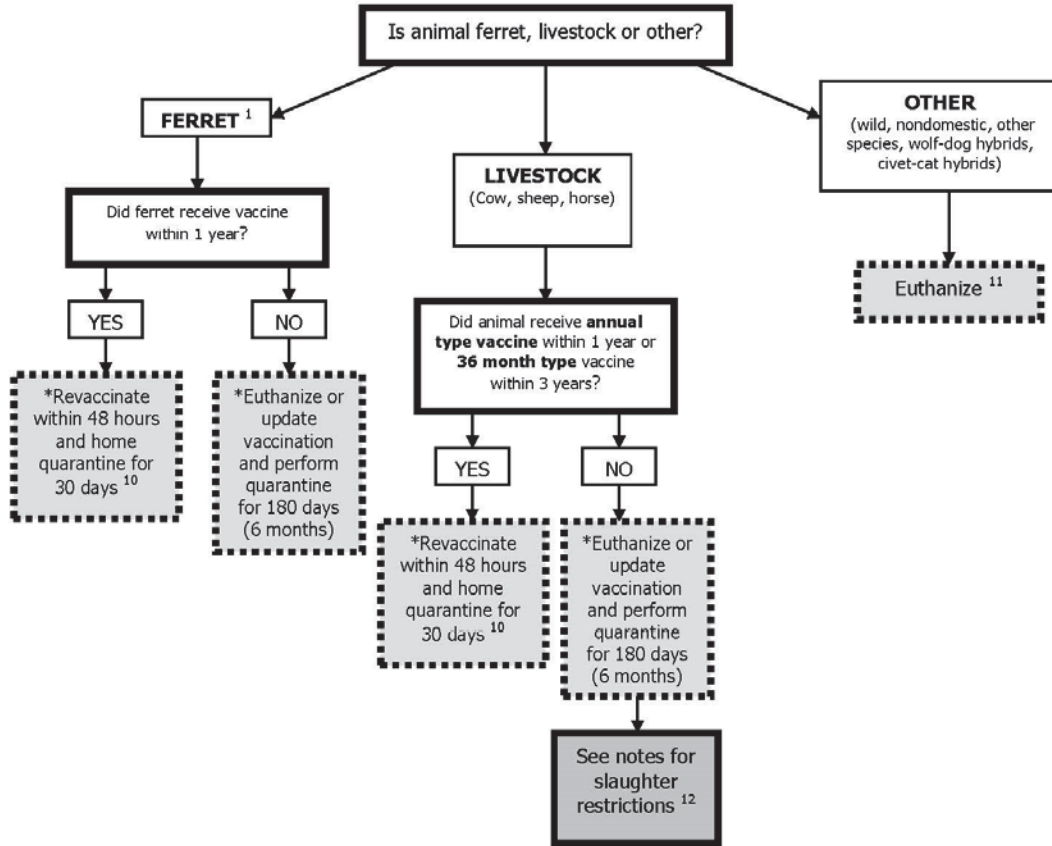 Is animal ferret, livestock or other?
FERRET 1
OTHER
(wild, nondomestic, other
species, wolf-dog hybrids,
civet-cat hybrids)
LIVESTOCK
(Cow, sheep, horse)
Did ferret receive vaccine
within 1 year?
Euthanize 11
YES
NO
Did animal receive annual
type vaccine within 1 year or
36 month type vaccine
within 3 years?
*Revaccinate
within 48 hours
and home
quarantine for
30 days 10
*Euthanize or
update
vaccination
and perform
quarantine
for 180 days
(6 months)
YES
NO
*Revaccinate
within 48 hours
and home
quarantine for
30 days 10
*Euthanize or
update
vaccination
and perform
quarantine
for 180 days
(6 months)
See notes for
slaughter
restrictions 12